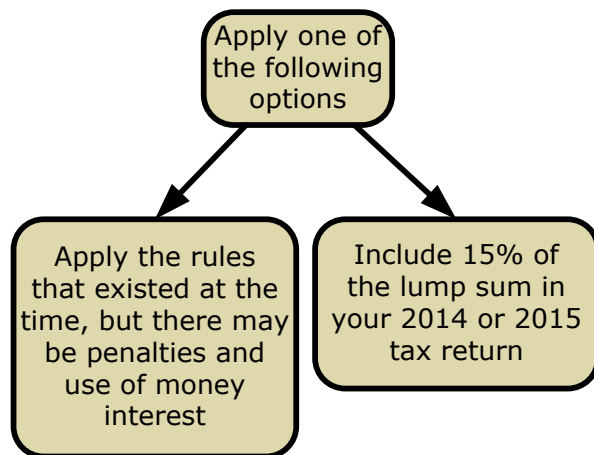 Apply one of
the following
options
Apply the rules
that existed at the
time, but there may
be penalties and
use of money
interest
Include 15% of
the lump sum in
your 2014 or 2015
tax return